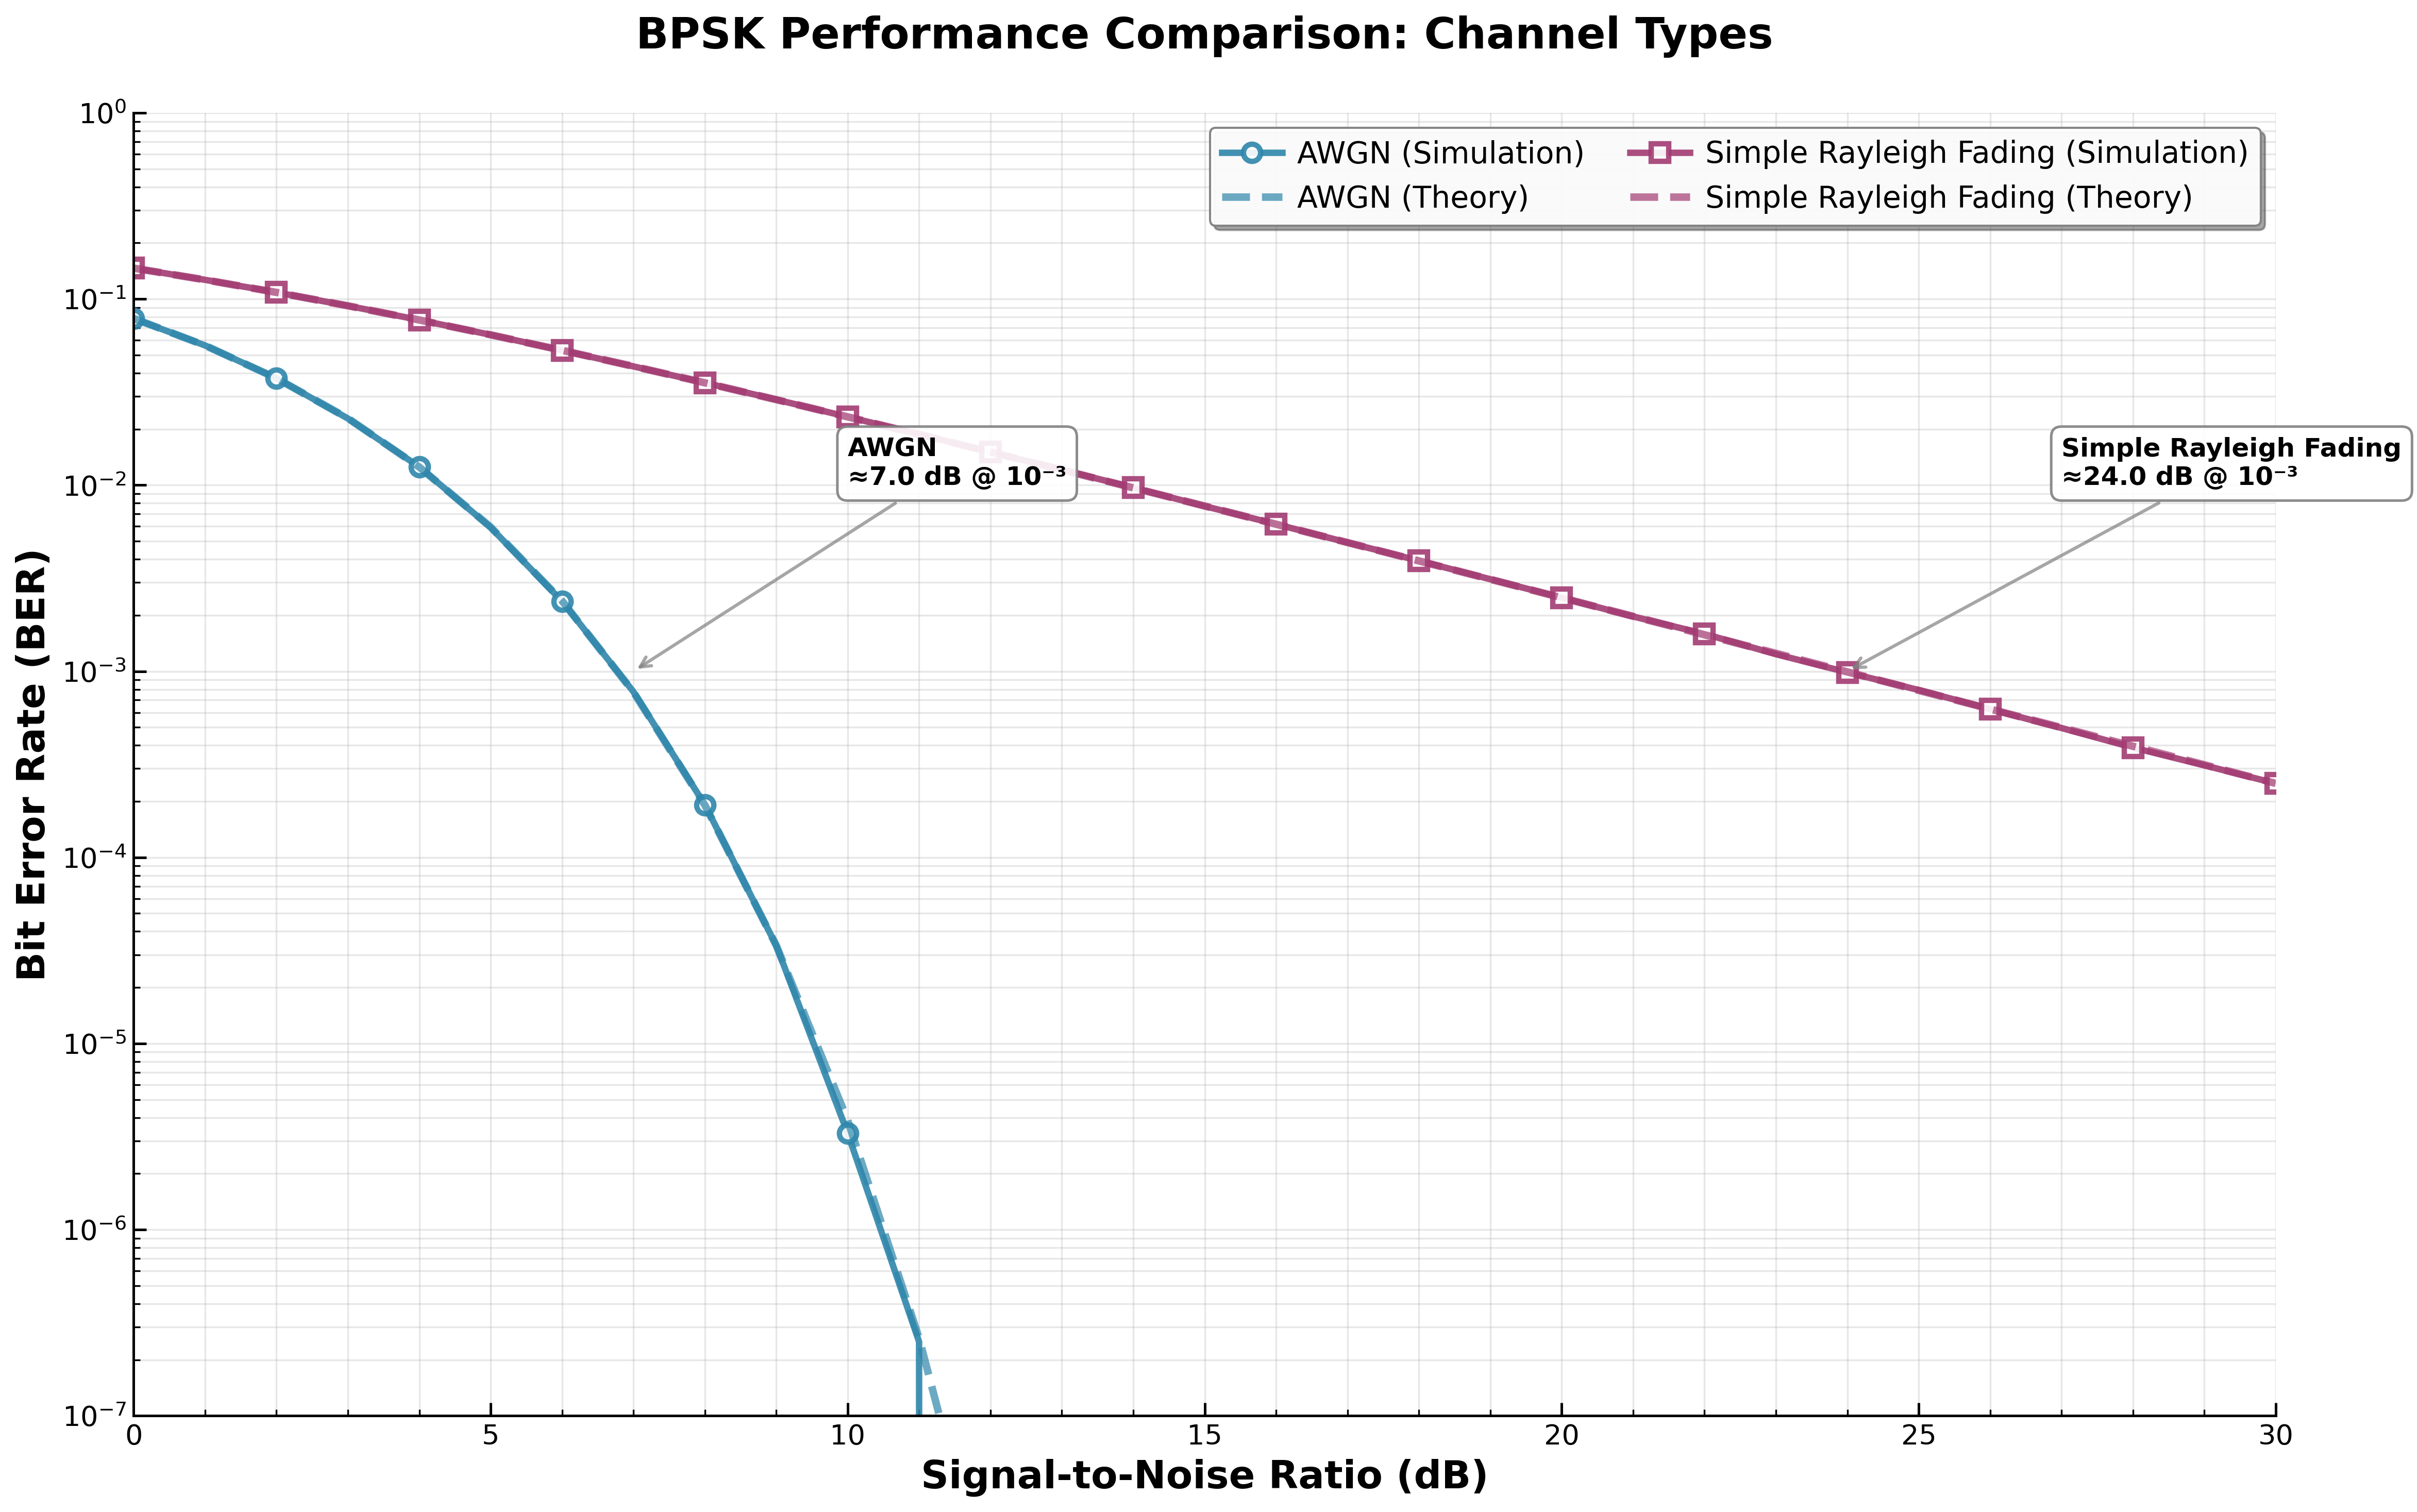 BPSK Performance Comparison: Channel Types
AWGN (Simulation)
AWGN (Theory)
Simple Rayleigh Fading (Simulation)
Simple Rayleigh Fading (Theory)
Bit Error Rate (BER)
10⁰
10⁻¹
10⁻²
10⁻³
10⁻⁴
10⁻⁵
10⁻⁶
10⁻⁷
AWGN
≈7.0 dB @ 10⁻³
Simple Rayleigh Fading
≈24.0 dB @ 10⁻³
0 5 10 15 20 25 30
Signal-to-Noise Ratio (dB)